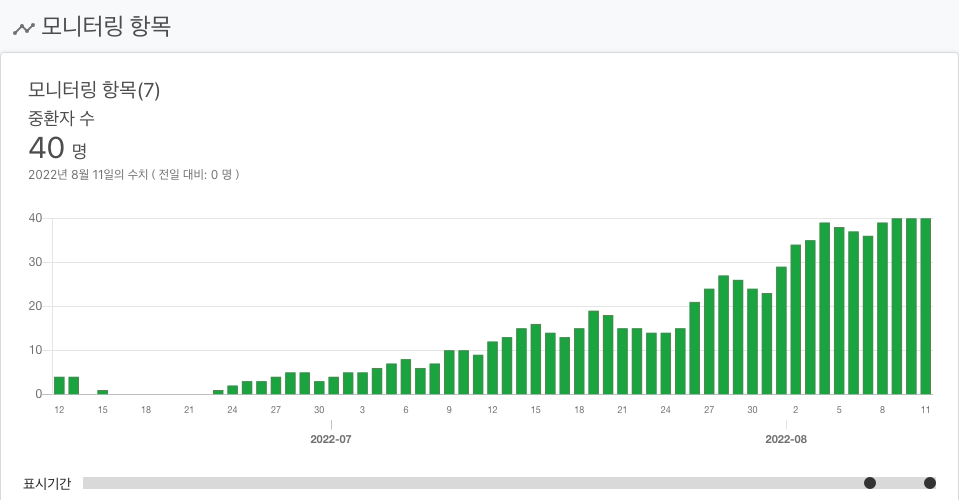 모니터링 항목
모니터링 항목(7)
중환자 수
40 명
2022년 8월 11일의 수치 ( 전일 대비: 0 명 )
40
30
20
10
0
12 15 18 21 24 27 30 3 6 9 12 15 18 21 24 27 30 2 5 8 11
2022-07 2022-08
표시기간